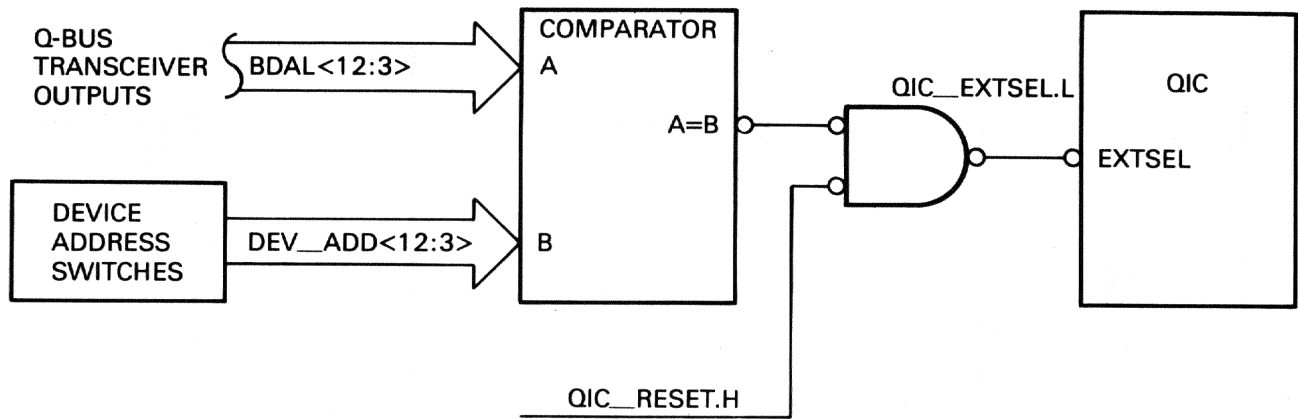 Q-BUS
TRANSCEIVER
OUTPUTS
BDAL<12:3>
COMPARATOR
A
A=B
B
DEVICE
ADDRESS
SWITCHES
DEV__ADD<12:3>
QIC__RESET.H
QIC__EXTSEL.L
QIC
EXTSEL